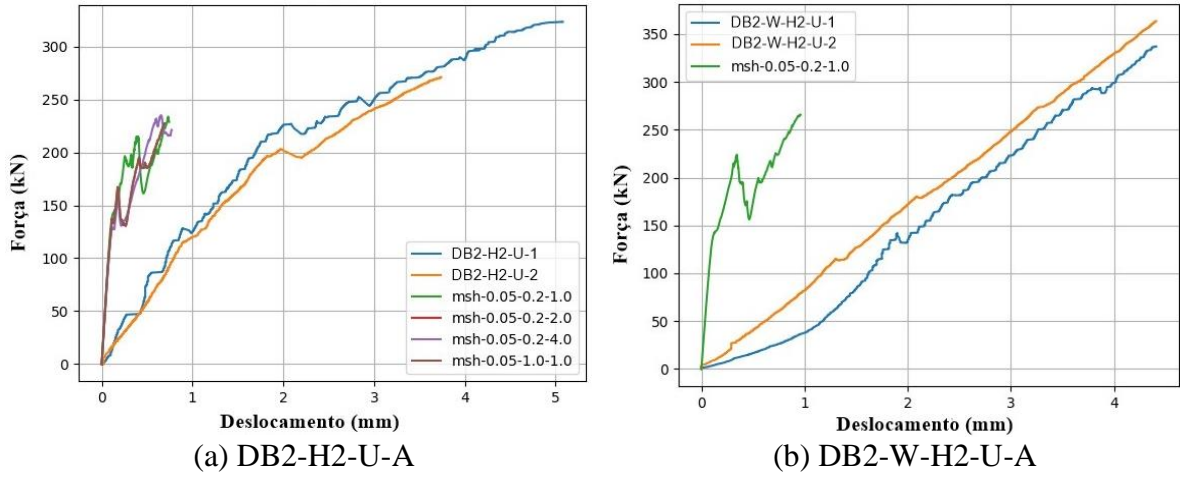 300
250
200
150
100
50
0
Força (kN)
DB2-H2-U-1
DB2-H2-U-2
msh-0.05-0.2-1.0
msh-0.05-0.2-2.0
msh-0.05-0.2-4.0
msh-0.05-1.0-1.0
0 1 2 3 4 5
Deslocamento (mm)
(a) DB2-H2-U-A
350
300
250
200
150
100
50
0
Força (kN)
DB2-W-H2-U-1
DB2-W-H2-U-2
msh-0.05-0.2-1.0
0 1 2 3 4
Deslocamento (mm)
(b) DB2-W-H2-U-A